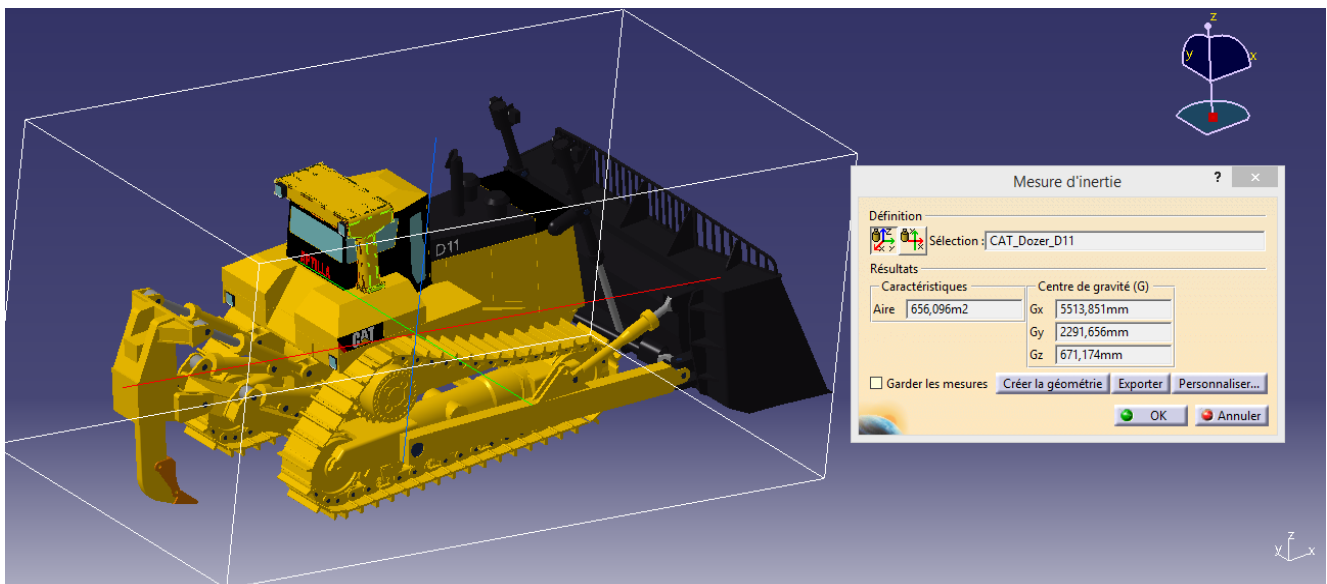 z
y
x
Mesure d'inertie
?
x
Définition
Sélection : CAT_Dozer_D11
Résultats
Caractéristiques
Aire 656,096m2
Centre de gravité (G)
Gx 5513,851mm
Gy 2291,656mm
Gz 671,174mm
Garder les mesures
Créer la géométrie
Exporter
Personnaliser...
OK
Annuler
D11
CAT
z
y
x